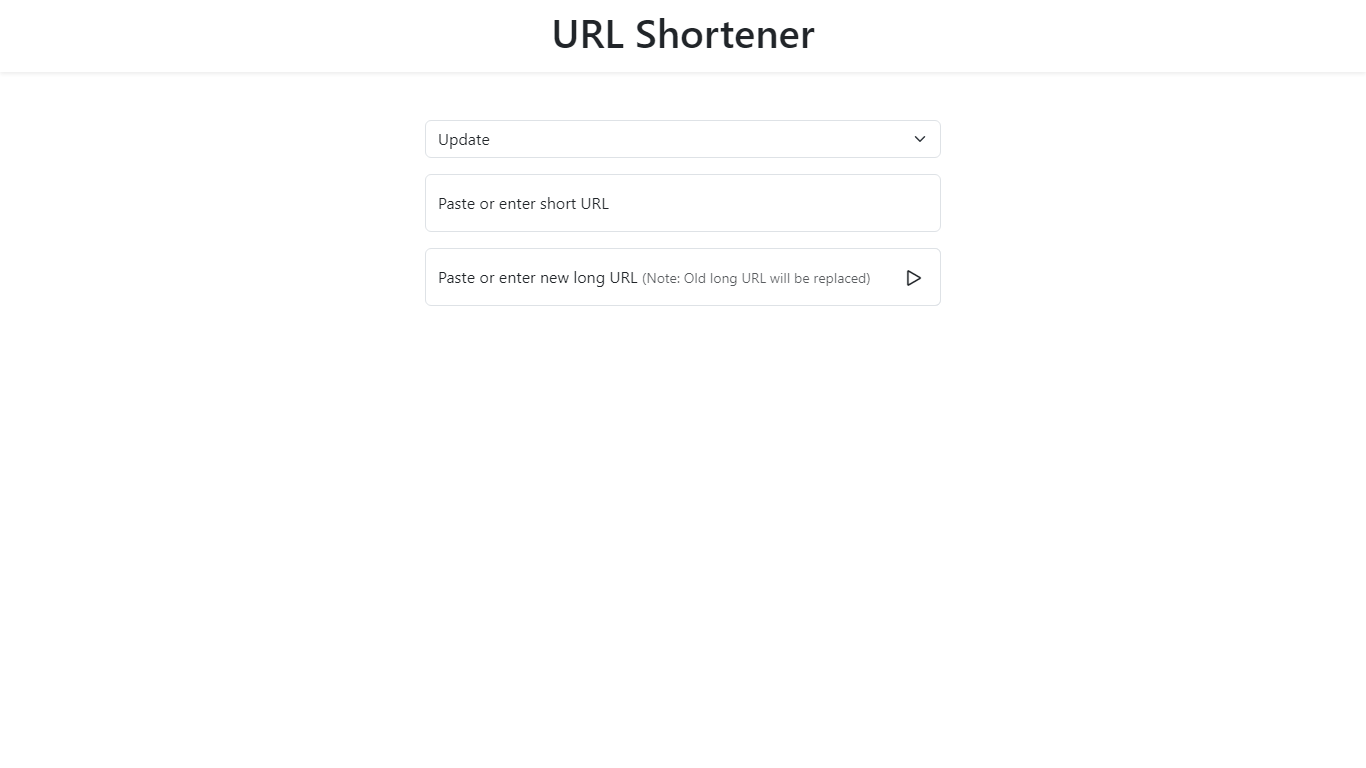 URL Shortener
Update
Paste or enter short URL
Paste or enter new long URL (Note: Old long URL will be replaced)